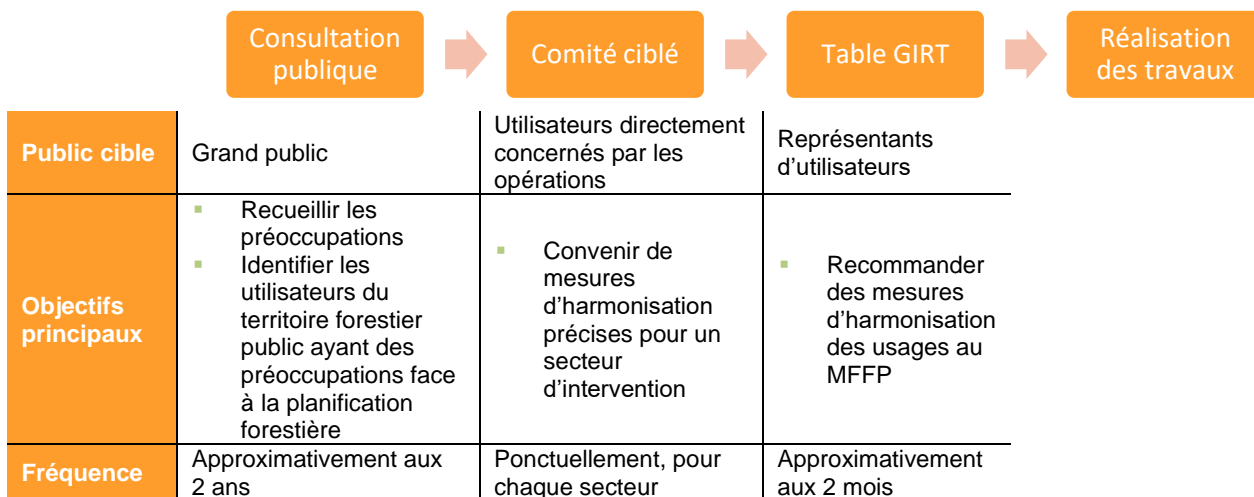 Consultation
publique
Comité ciblé
Table GIRT
Réalisation
des travaux
Public cible
Grand public
Utilisateurs directement
concernés par les
opérations
Représentants
d'utilisateurs
Objectifs
principaux
▪ Recueillir les
préoccupations
▪ Identifier les
utilisateurs du
territoire forestier
public ayant des
préoccupations face
à la planification
forestière
▪ Convenir de
mesures
d'harmonisation
précises pour un
secteur
d'intervention
▪ Recommander
des mesures
d'harmonisation
des usages au
MFFP
Fréquence
Approximativement aux
2 ans
Ponctuellement, pour
chaque secteur
Approximativement
aux 2 mois